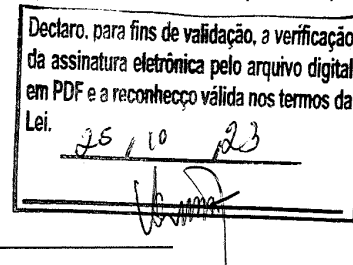 Declaro, para fins de validação, a verificação
da assinatura eletrônica pelo arquivo digital
em PDF e a reconhecço válida nos termos da
Lei.
25 / 10 / 23